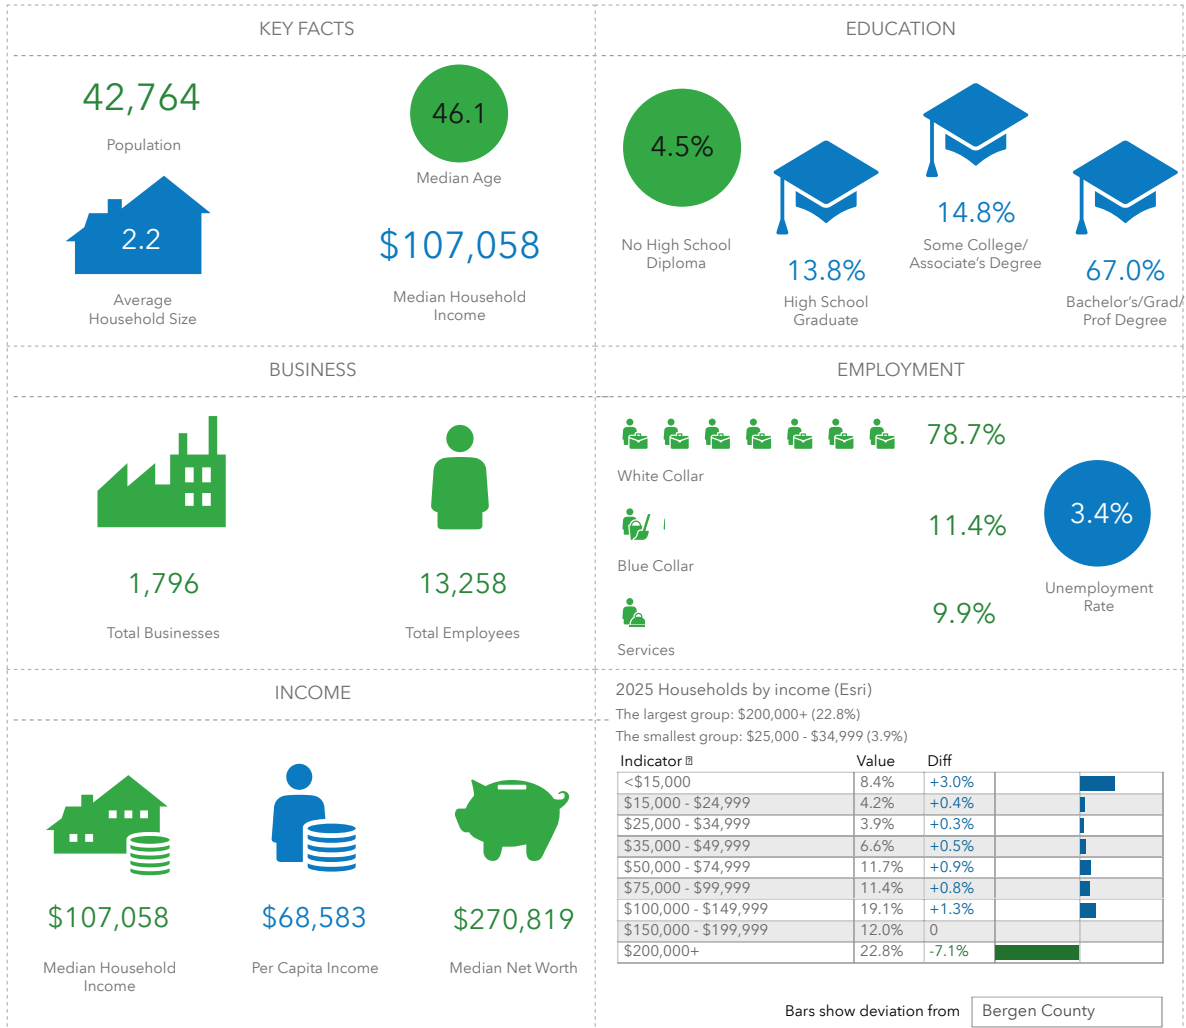 KEY FACTS
42,764
Population
46.1
Median Age
2.2
Average
Household Size
$107,058
Median Household
Income
EDUCATION
4.5%
No High School
Diploma
13.8%
High School
Graduate
14.8%
Some College/
Associate's Degree
67.0%
Bachelor's/Grad/
Prof Degree
BUSINESS
1,796
Total Businesses
13,258
Total Employees
EMPLOYMENT
78.7%
White Collar
11.4%
Blue Collar
9.9%
Services
3.4%
Unemployment
Rate
INCOME
$107,058
Median Household
Income
$68,583
Per Capita Income
$270,819
Median Net Worth
2025 Households by income (Esri)
The largest group: $200,000+ (22.8%)
The smallest group: $25,000 - $34,999 (3.9%)
Indicator Value Diff
<$15,000 8.4% +3.0%
$15,000 - $24,999 4.2% +0.4%
$25,000 - $34,999 3.9% +0.3%
$35,000 - $49,999 6.6% +0.5%
$50,000 - $74,999 11.7% +0.9%
$75,000 - $99,999 11.4% +0.8%
$100,000 - $149,999 19.1% +1.3%
$150,000 - $199,999 12.0% 0
$200,000+ 22.8% -7.1%
Bars show deviation from Bergen County